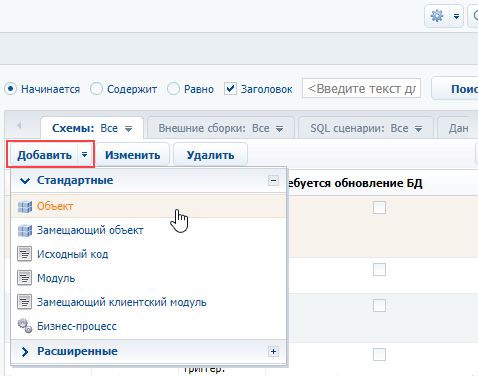 Начинается Содержит Равно Заголовок <Введите текст дл Поис
Схемы: Все Внешние сборки: Все SQL сценарии: Все Дан
Добавить Изменить Удалить
Стандартные
ебуется обновление БД
Объект
Замещающий объект
Исходный код
Модуль
Замещающий клиентский модуль
Бизнес-процесс
Расширенные